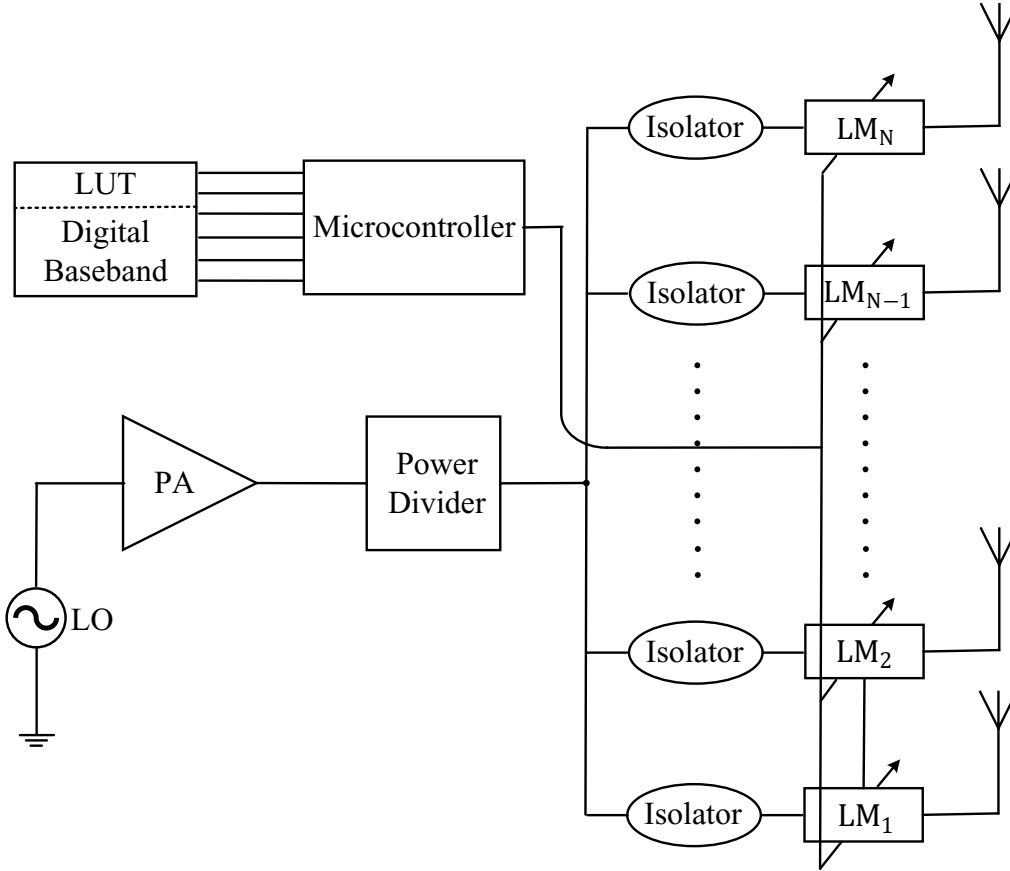 Isolator
LM_N
LUT
Digital
Baseband
Microcontroller
Isolator
LM_{N−1}
PA
Power
Divider
LO
Isolator
LM_2
Isolator
LM_1